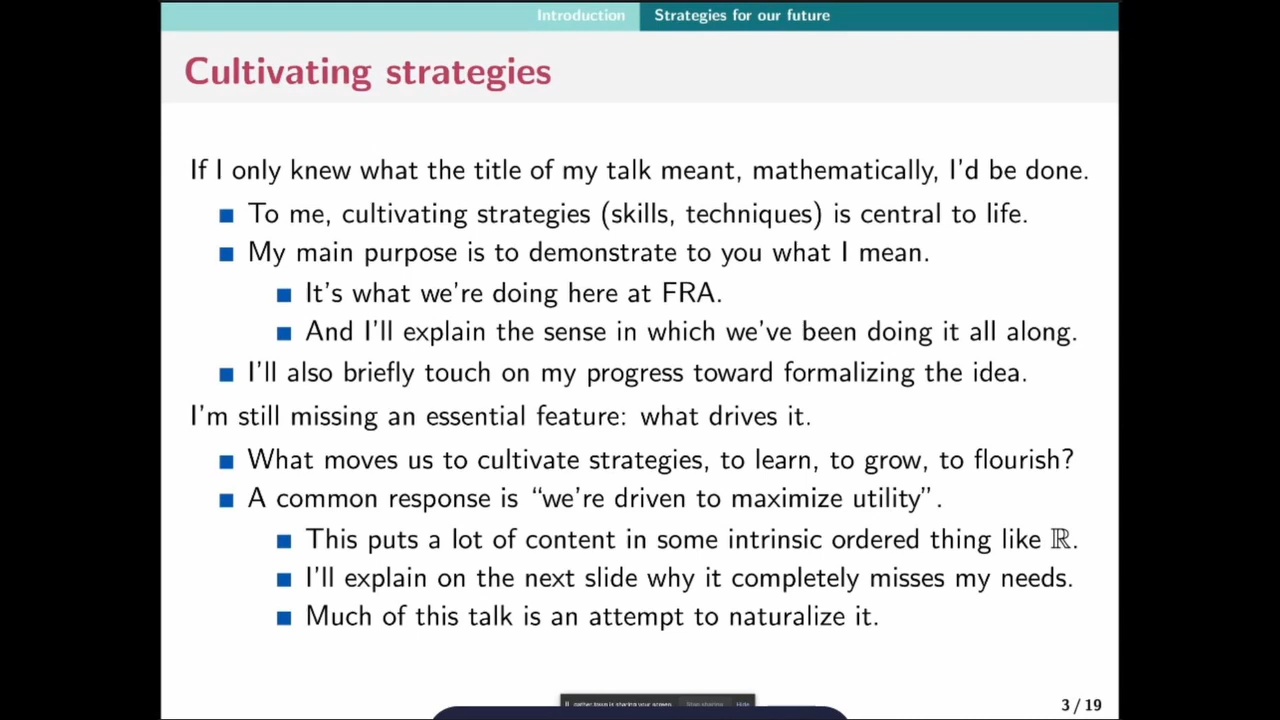 Introduction Strategies for our future
Cultivating strategies
If I only knew what the title of my talk meant, mathematically, I'd be done.
■ To me, cultivating strategies (skills, techniques) is central to life.
■ My main purpose is to demonstrate to you what I mean.
■ It's what we're doing here at FRA.
■ And I'll explain the sense in which we've been doing it all along.
■ I'll also briefly touch on my progress toward formalizing the idea.
I'm still missing an essential feature: what drives it.
■ What moves us to cultivate strategies, to learn, to grow, to flourish?
■ A common response is “we're driven to maximize utility”.
■ This puts a lot of content in some intrinsic ordered thing like ℝ.
■ I'll explain on the next slide why it completely misses my needs.
■ Much of this talk is an attempt to naturalize it.
is sharing your screen. Stop sharing Hide
3 / 19